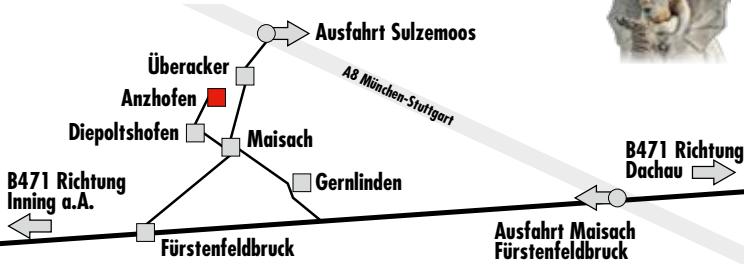 Ausfahrt Sulzemoos
Überacker
A8 München-Stuttgart
Anzhofen
Diepoltshofen
Maisach
B471 Richtung
Dachau
B471 Richtung
Inning a.A.
Gernlinden
Ausfahrt Maisach
Fürstenfeldbruck
Fürstenfeldbruck